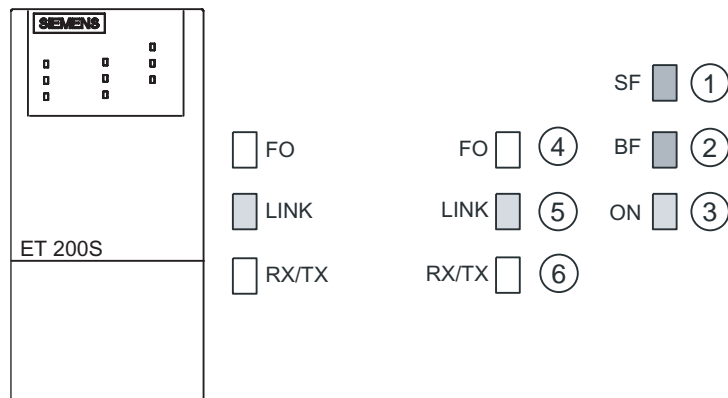 SIEMENS
SF 1
FO FO 4 BF 2
LINK LINK 5 ON 3
ET 200S
RX/TX RX/TX 6